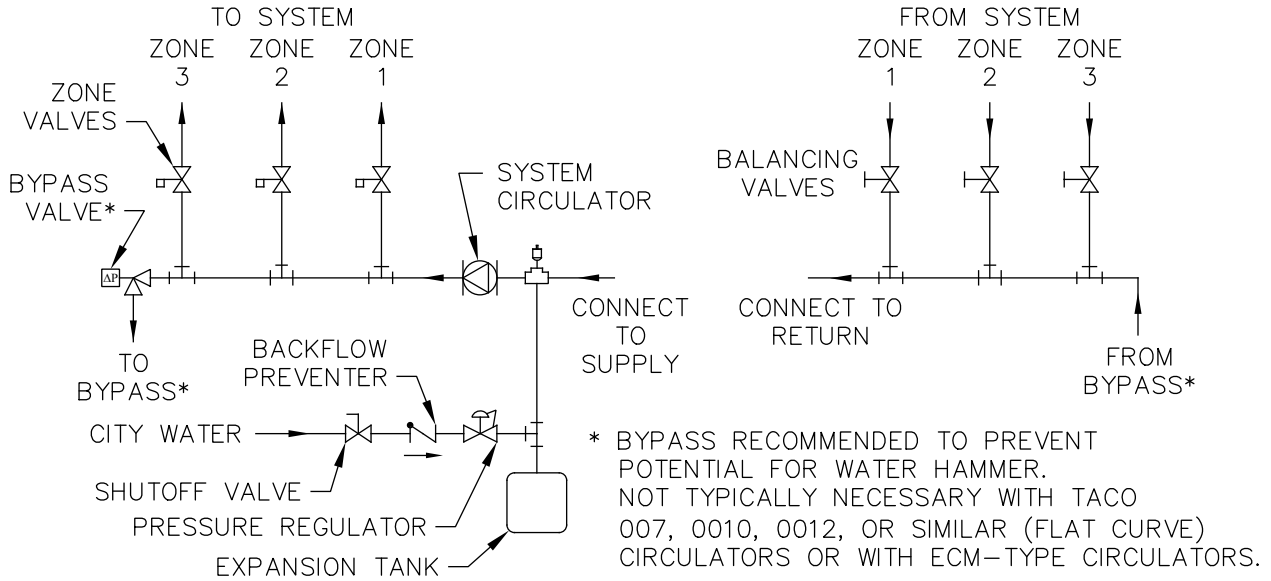 TO SYSTEM
ZONE 3
ZONE 2
ZONE 1
ZONE
VALVES
BYPASS
VALVE*
ΔP
SYSTEM
CIRCULATOR
CONNECT
TO
SUPPLY
TO
BYPASS*
BACKFLOW
PREVENTER
CITY WATER
SHUTOFF VALVE
PRESSURE REGULATOR
EXPANSION TANK
FROM SYSTEM
ZONE 1
ZONE 2
ZONE 3
BALANCING
VALVES
CONNECT TO
RETURN
FROM
BYPASS*
* BYPASS RECOMMENDED TO PREVENT
POTENTIAL FOR WATER HAMMER.
NOT TYPICALLY NECESSARY WITH TACO
007, 0010, 0012, OR SIMILAR (FLAT CURVE)
CIRCULATORS OR WITH ECM-TYPE CIRCULATORS.